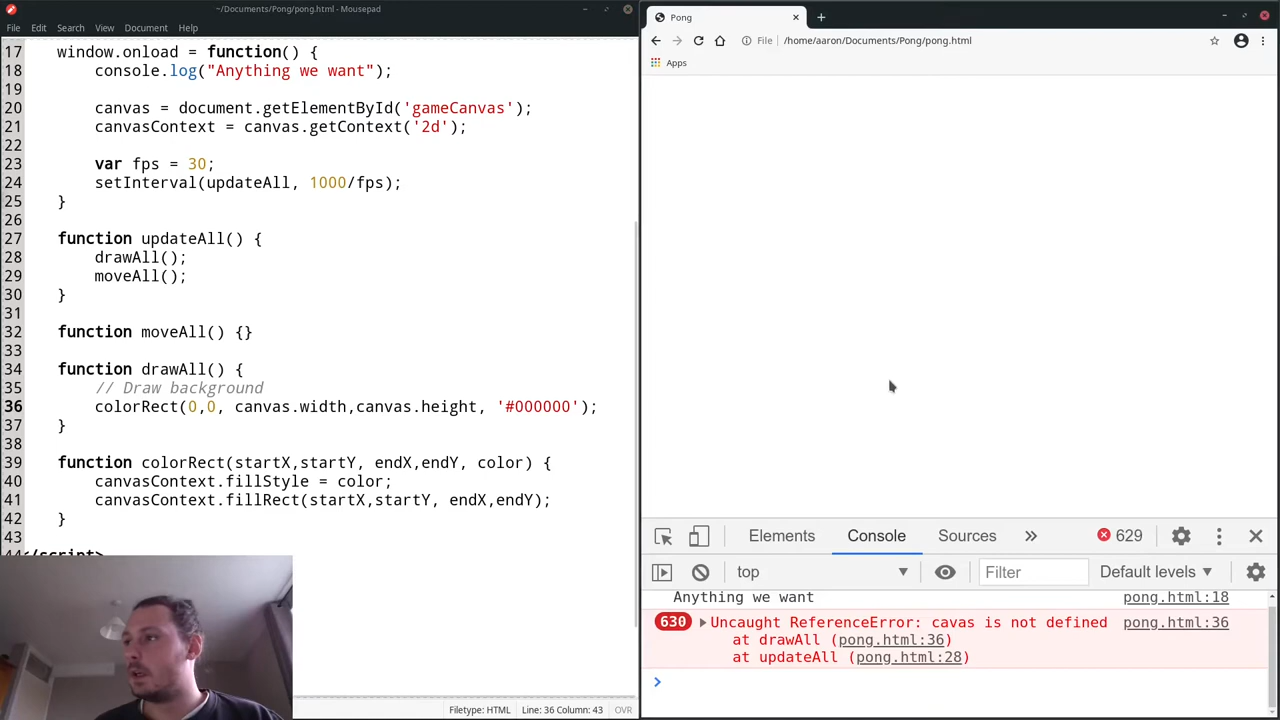 ~/Documents/Pong/pong.html - Mousepad
File Edit Search View Document Help
17 window.onload = function() {
18 console.log("Anything we want");
19
20 canvas = document.getElementById('gameCanvas');
21 canvasContext = canvas.getContext('2d');
22
23 var fps = 30;
24 setInterval(updateAll, 1000/fps);
25 }
26
27 function updateAll() {
28 drawAll();
29 moveAll();
30 }
31
32 function moveAll() {}
33
34 function drawAll() {
35 // Draw background
36 colorRect(0,0, canvas.width,canvas.height, '#000000');
37 }
38
39 function colorRect(startX,startY, endX,endY, color) {
40 canvasContext.fillStyle = color;
41 canvasContext.fillRect(startX,startY, endX,endY);
42 }
43
44 </script>
Filetype: HTML Line: 36 Column: 43 OVR
Pong
File /home/aaron/Documents/Pong/pong.html
Apps
Elements Console Sources 629
top Filter Default levels
Anything we want pong.html:18
630 Uncaught ReferenceError: cavas is not defined pong.html:36
at drawAll (pong.html:36)
at updateAll (pong.html:28)